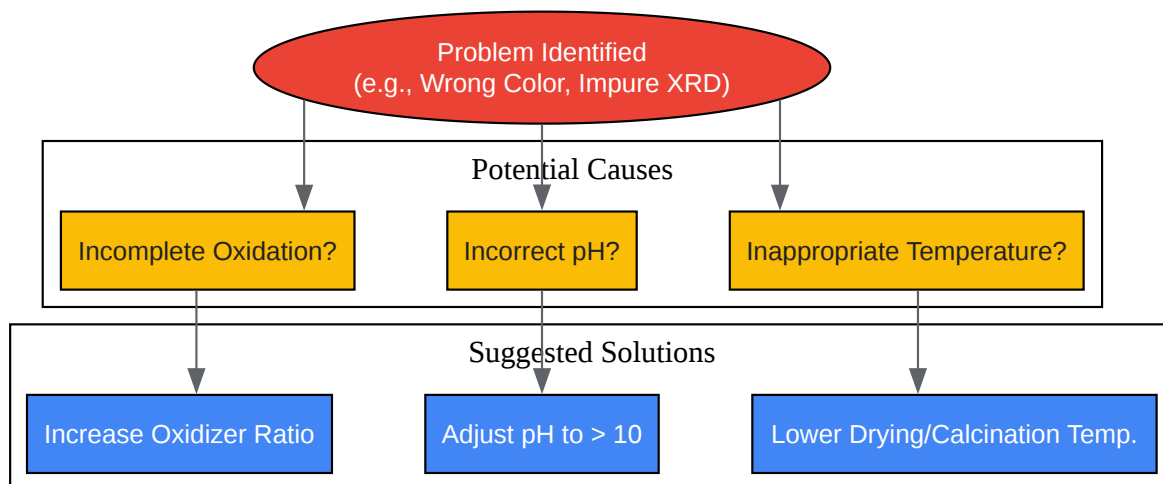 Problem Identified
(e.g., Wrong Color, Impure XRD)
Potential Causes
Incomplete Oxidation?
Incorrect pH?
Inappropriate Temperature?
Suggested Solutions
Increase Oxidizer Ratio
Adjust pH to > 10
Lower Drying/Calcination Temp.